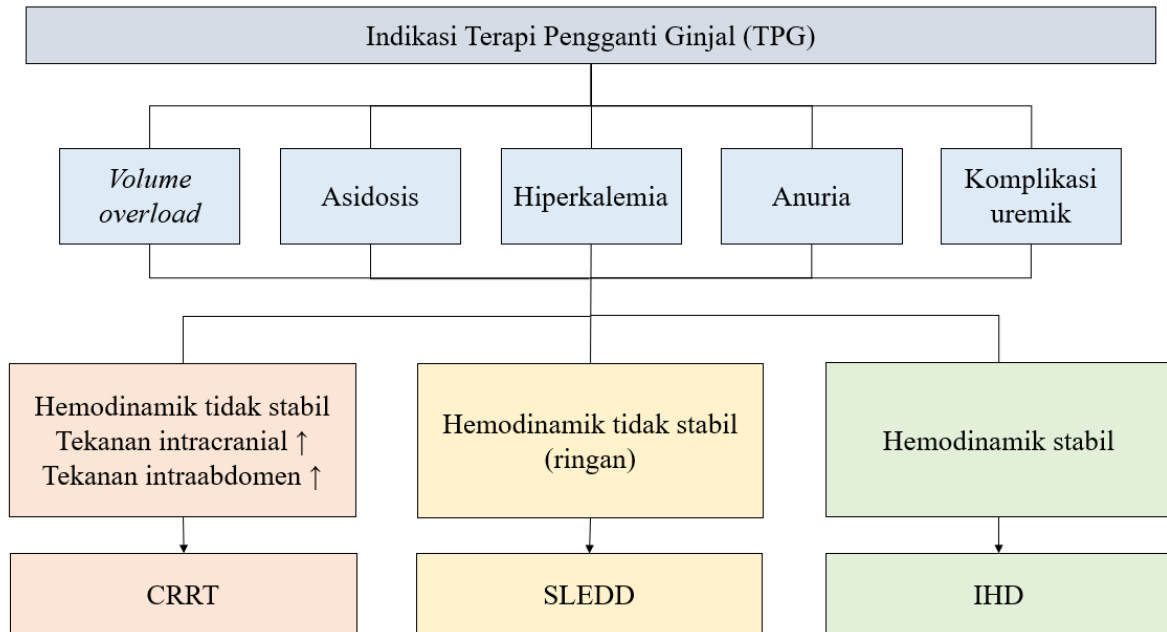 Indikasi Terapi Pengganti Ginjal (TPG)
Volume
overload
Asidosis
Hiperkalemia
Anuria
Komplikasi
uremik
Hemodinamik tidak stabil
Tekanan intracranial ↑
Tekanan intraabdomen ↑
Hemodinamik tidak stabil
(ringan)
Hemodinamik stabil
CRRT
SLEDD
IHD